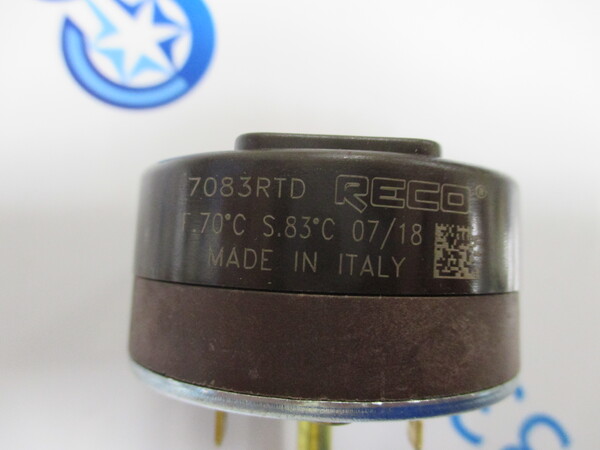 7083RTD RECO®
T.70°C S.83°C 07/18
MADE IN ITALY